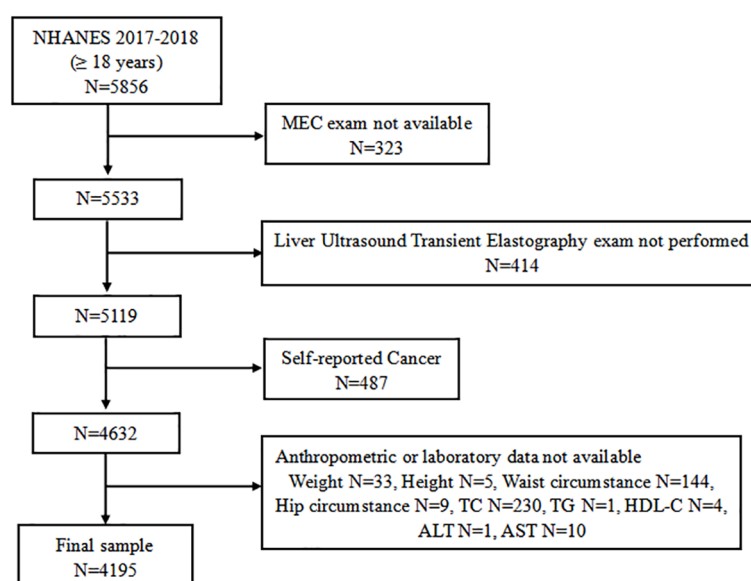 NHANES 2017-2018
(≥ 18 years)
N=5856
MEC exam not available
N=323
N=5533
Liver Ultrasound Transient Elastography exam not performed
N=414
N=5119
Self-reported Cancer
N=487
N=4632
Anthropometric or laboratory data not available
Weight N=33, Height N=5, Waist circumstance N=144,
Hip circumstance N=9, TC N=230, TG N=1, HDL-C N=4,
ALT N=1, AST N=10
Final sample
N=4195